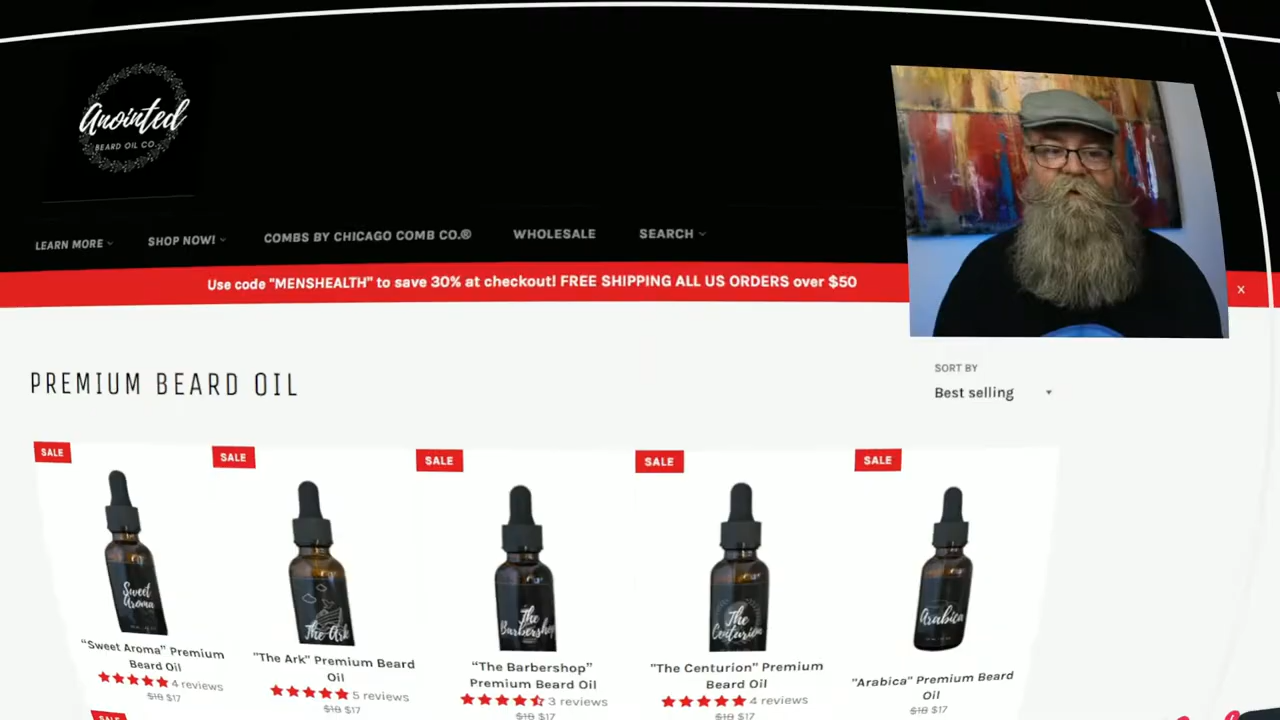 Anointed
BEARD OIL CO.
LEARN MORE
SHOP NOW!
COMBS BY CHICAGO COMB CO.®
WHOLESALE
SEARCH
Use code "MENSHEALTH" to save 30% at checkout! FREE SHIPPING ALL US ORDERS over $50
x
PREMIUM BEARD OIL
SORT BY
Best selling
SALE
SALE
SALE
SALE
SALE
Sweet
Aroma
The Ark
The
Barbershop
The
Centurion
Arabica
"Sweet Aroma" Premium
Beard Oil
4 reviews
$18 $17
"The Ark" Premium Beard
Oil
5 reviews
$18 $17
"The Barbershop"
Premium Beard Oil
3 reviews
$18 $17
"The Centurion" Premium
Beard Oil
4 reviews
$18 $17
"Arabica" Premium Beard
Oil
$18 $17
SALE